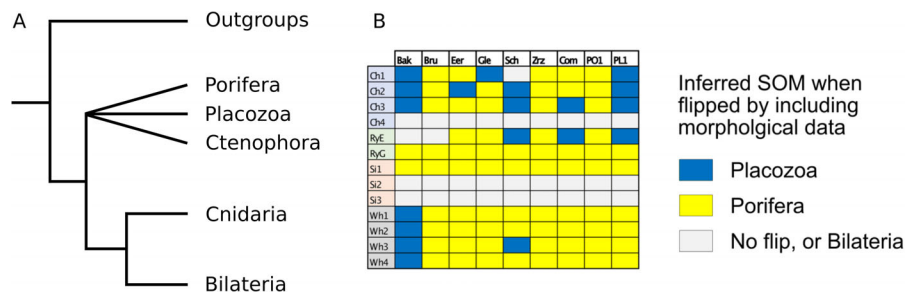 A
Outgroups
Porifera
Placozoa
Ctenophora
Cnidaria
Bilateria
B
Bak Bru Eer Gle Sch Zrz Com PO1 PL1
Ch1
Ch2
Ch3
Ch4
RyE
RyG
Si1
Si2
Si3
Wh1
Wh2
Wh3
Wh4
Inferred SOM when
flipped by including
morpholgical data
Placozoa
Porifera
No flip, or Bilateria